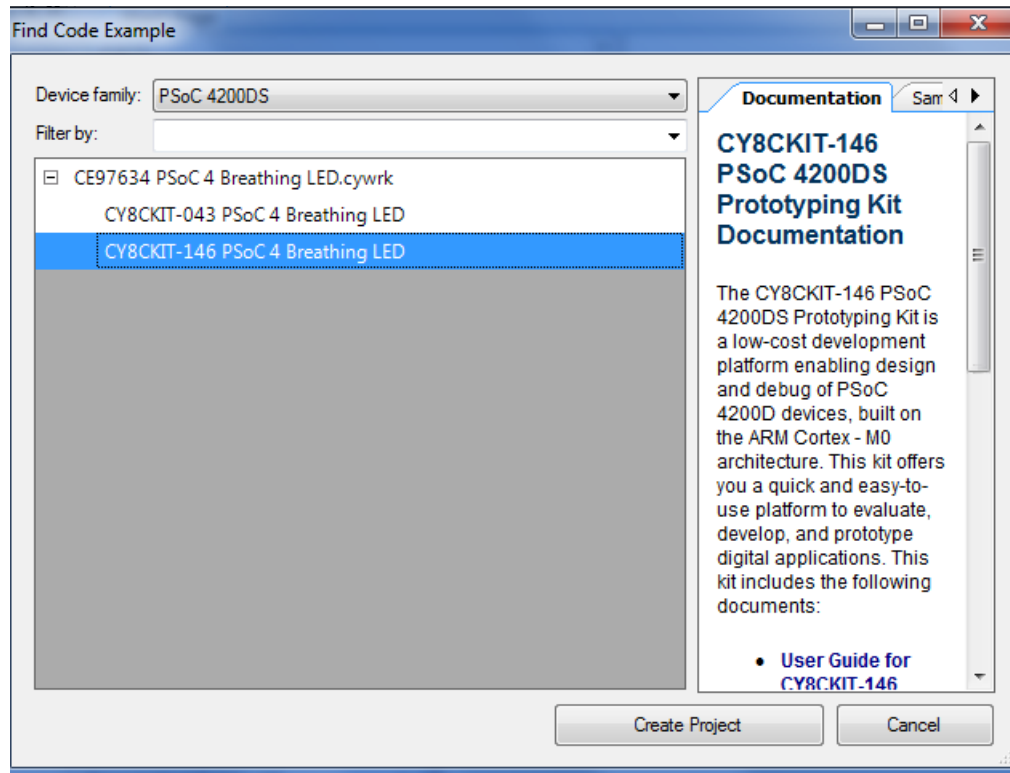 Find Code Example
Device family: PSoC 4200DS
Filter by:
CE97634 PSoC 4 Breathing LED.cywrk
CY8CKIT-043 PSoC 4 Breathing LED
CY8CKIT-146 PSoC 4 Breathing LED
Documentation Sam
CY8CKIT-146
PSoC 4200DS
Prototyping Kit
Documentation
The CY8CKIT-146 PSoC
4200DS Prototyping Kit is
a low-cost development
platform enabling design
and debug of PSoC
4200D devices, built on
the ARM Cortex - M0
architecture. This kit offers
you a quick and easy-to-
use platform to evaluate,
develop, and prototype
digital applications. This
kit includes the following
documents:
• User Guide for
CY8CKIT-146
Create Project Cancel